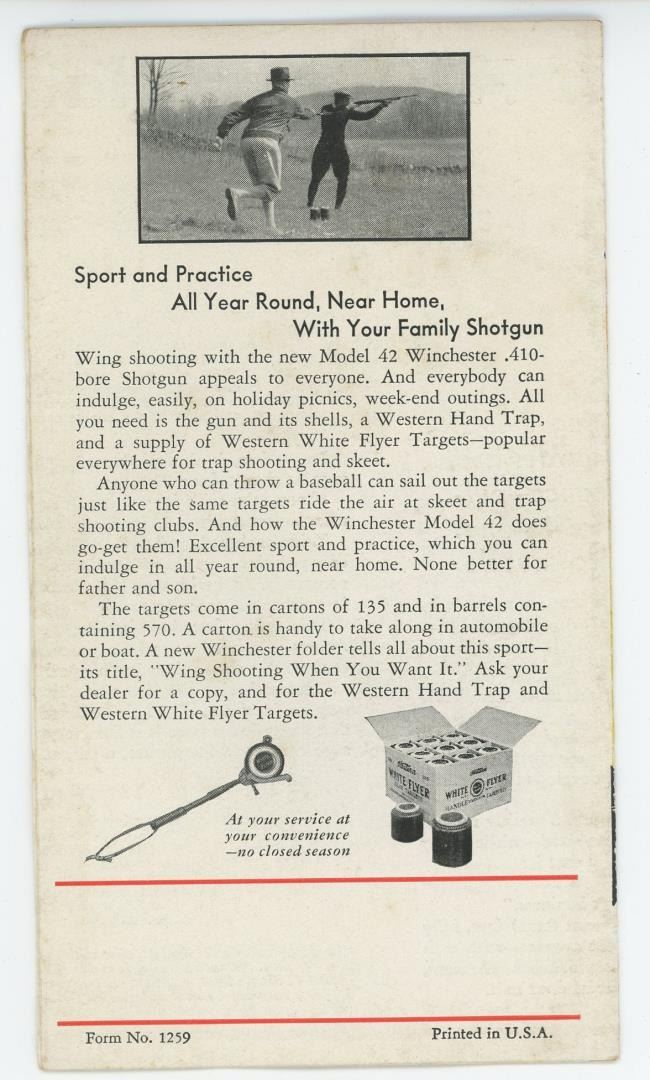 Sport and Practice
All Year Round, Near Home,
With Your Family Shotgun
Wing shooting with the new Model 42 Winchester .410-
bore Shotgun appeals to everyone. And everybody can
indulge, easily, on holiday picnics, week-end outings. All
you need is the gun and its shells, a Western Hand Trap,
and a supply of Western White Flyer Targets—popular
everywhere for trap shooting and skeet.
Anyone who can throw a baseball can sail out the targets
just like the same targets ride the air at skeet and trap
shooting clubs. And how the Winchester Model 42 does
go-get them! Excellent sport and practice, which you can
indulge in all year round, near home. None better for
father and son.
The targets come in cartons of 135 and in barrels con-
taining 570. A carton is handy to take along in automobile
or boat. A new Winchester folder tells all about this sport—
its title, "Wing Shooting When You Want It." Ask your
dealer for a copy, and for the Western Hand Trap and
Western White Flyer Targets.
WHITE FLYER
WHITE FLYER
HANDLE
At your service at
your convenience
—no closed season
Form No. 1259
Printed in U.S.A.